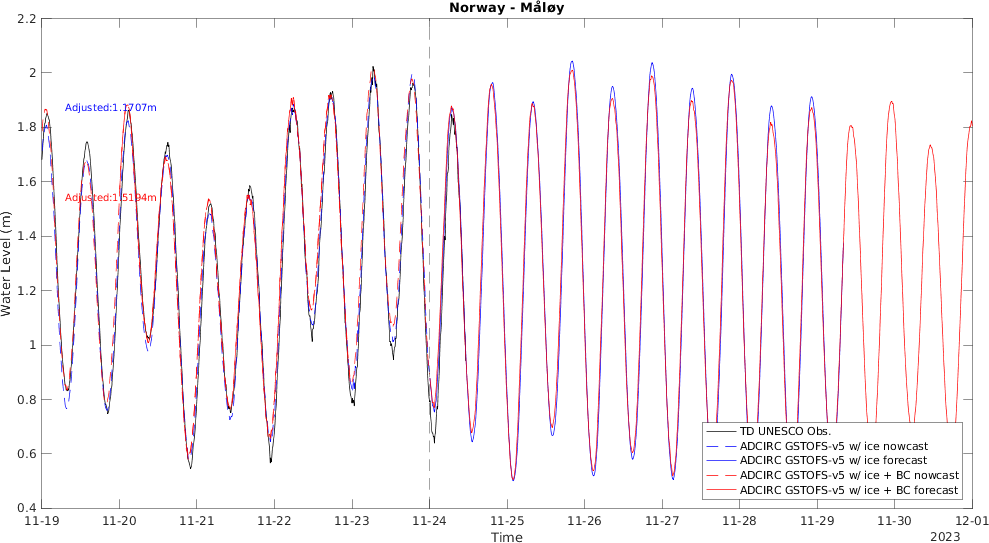 Norway - Måløy
2.2
2
1.8
1.6
1.4
1.2
1
0.8
0.6
0.4
Water Level (m)
Adjusted:1.1707m
Adjusted:1.5194m
TD UNESCO Obs.
ADCIRC GSTOFS-v5 w/ ice nowcast
ADCIRC GSTOFS-v5 w/ ice forecast
ADCIRC GSTOFS-v5 w/ ice + BC nowcast
ADCIRC GSTOFS-v5 w/ ice + BC forecast
11-19 11-20 11-21 11-22 11-23 11-24 11-25 11-26 11-27 11-28 11-29 11-30 12-01
Time
2023